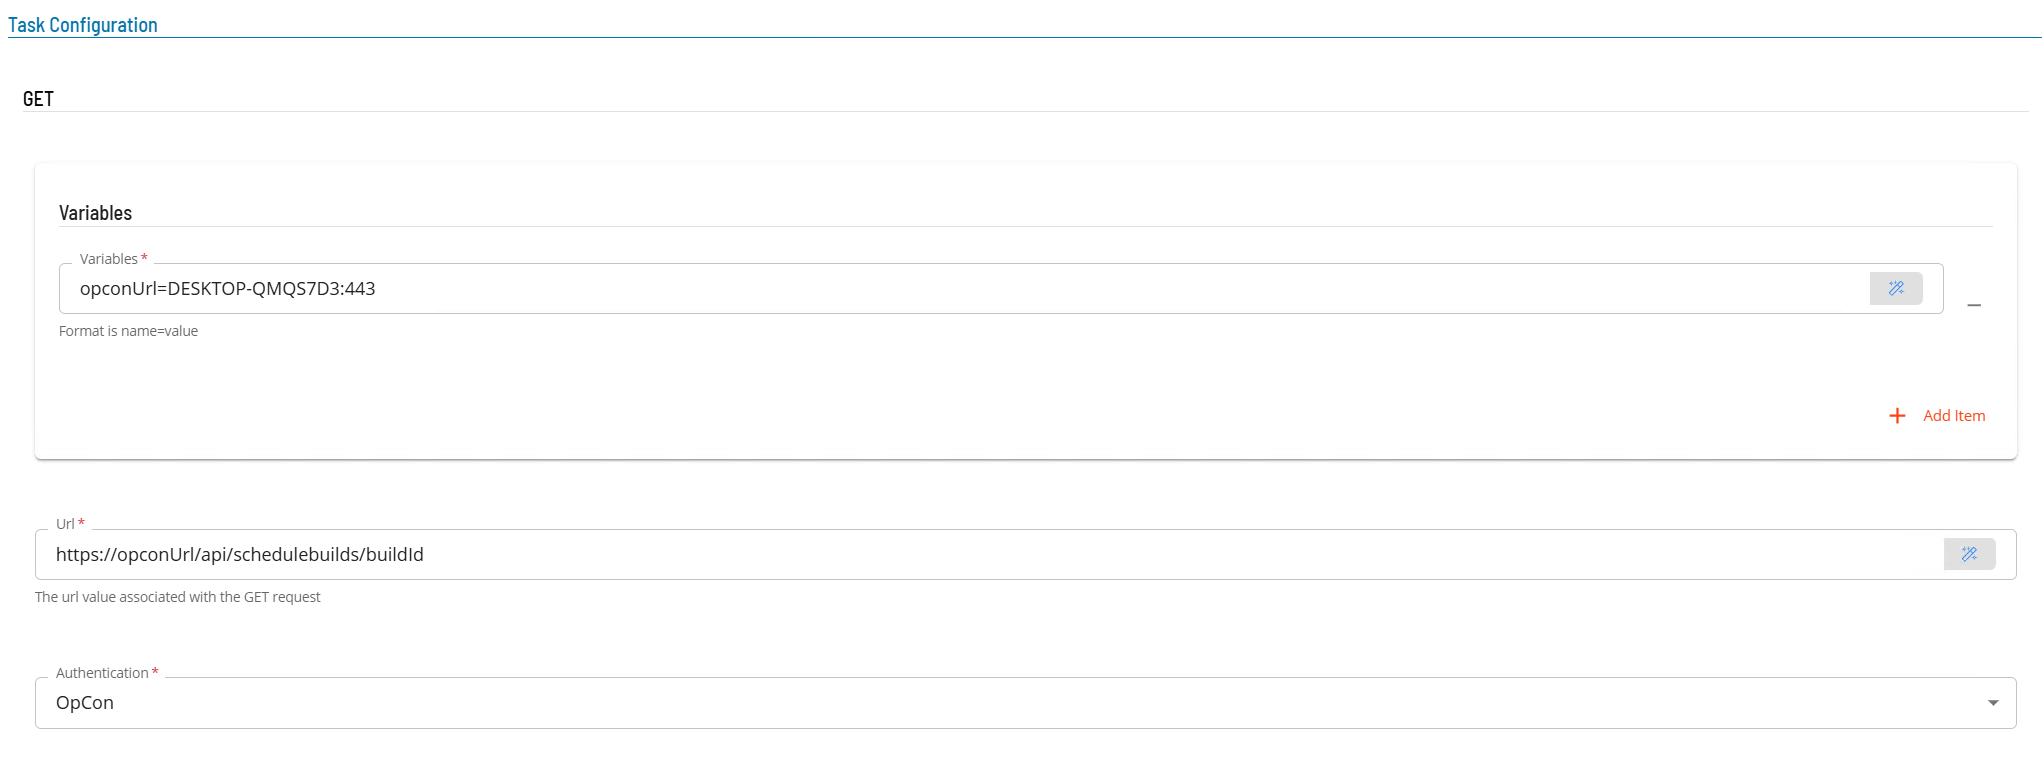 Task Configuration
GET
Variables
Variables *
opconUrl=DESKTOP-QMQS7D3:443
Format is name=value
Add Item
Url *
https://opconUrl/api/schedulebuilds/buildId
The url value associated with the GET request
Authentication *
OpCon